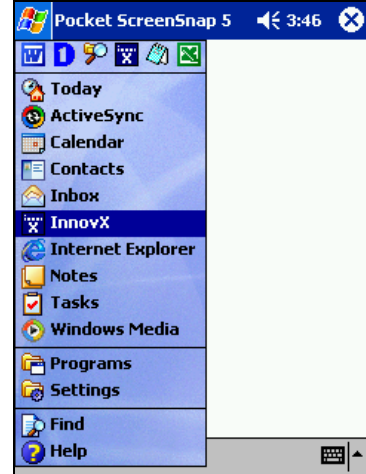 Pocket ScreenSnap 5 3:46
Today
ActiveSync
Calendar
Contacts
Inbox
InnovX
Internet Explorer
Notes
Tasks
Windows Media
Programs
Settings
Find
Help